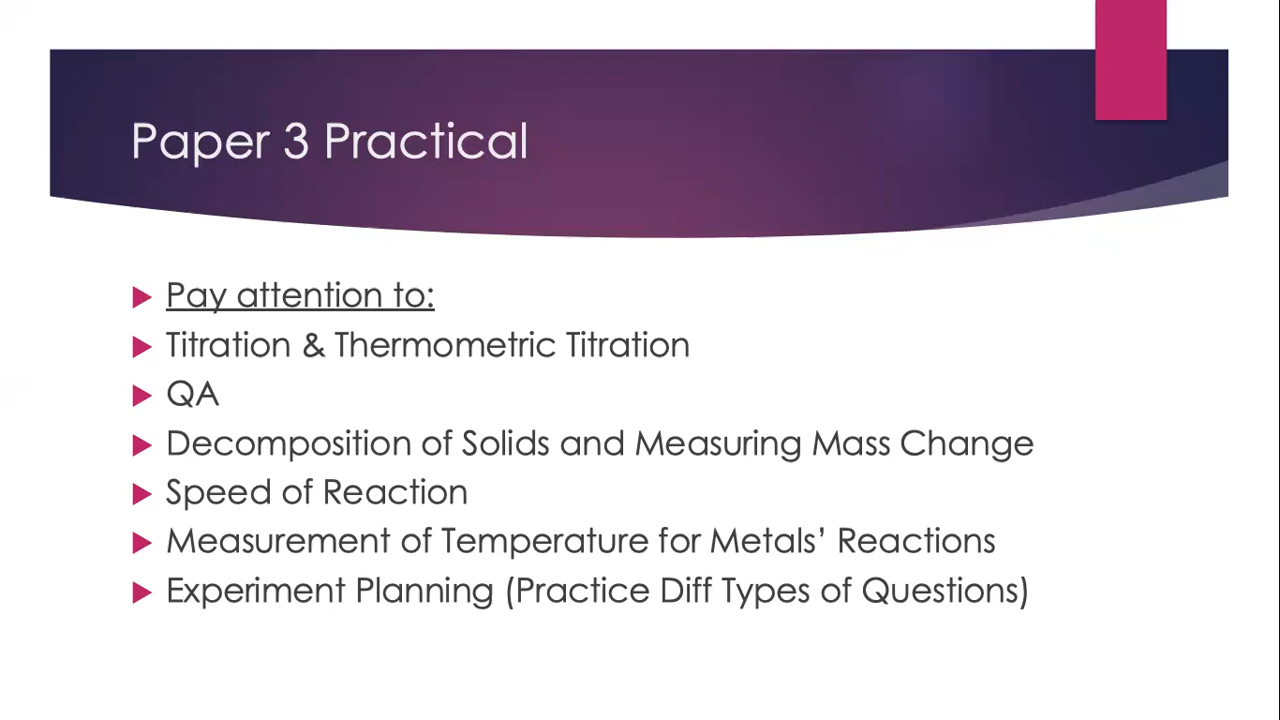 Paper 3 Practical
Pay attention to:
Titration & Thermometric Titration
QA
Decomposition of Solids and Measuring Mass Change
Speed of Reaction
Measurement of Temperature for Metals’ Reactions
Experiment Planning (Practice Diff Types of Questions)